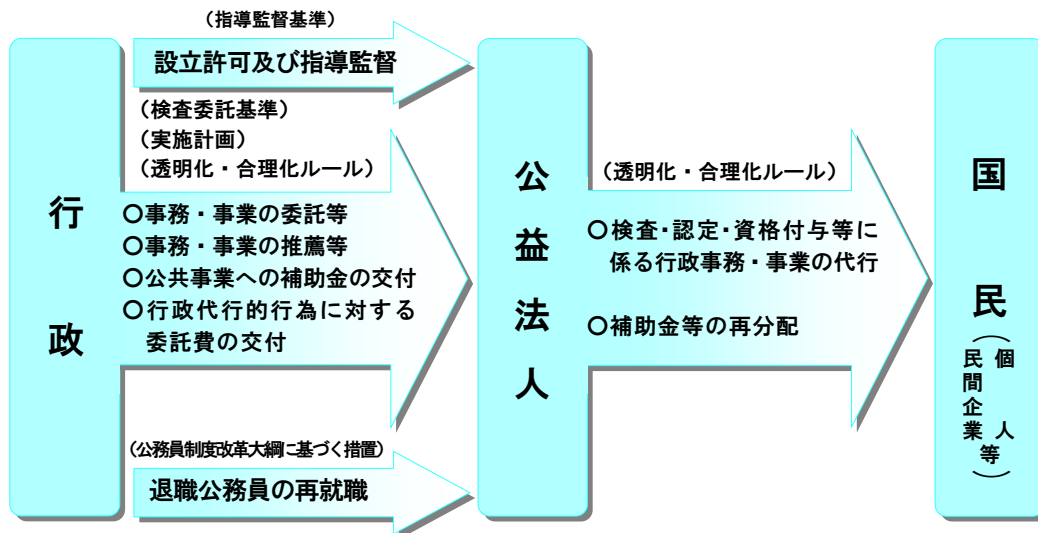 行政
（指導監督基準）
設立許可及び指導監督
（検査委託基準）
（実施計画）
（透明化・合理化ルール）
○事務・事業の委託等
○事務・事業の推薦等
○公共事業への補助金の交付
○行政代行的行為に対する
委託費の交付
（公務員制度改革大綱に基づく措置）
退職公務員の再就職
公益法人
（透明化・合理化ルール）
○検査・認定・資格付与等に
係る行政事務・事業の代行
○補助金等の再分配
国民
（個人
民間企業等）